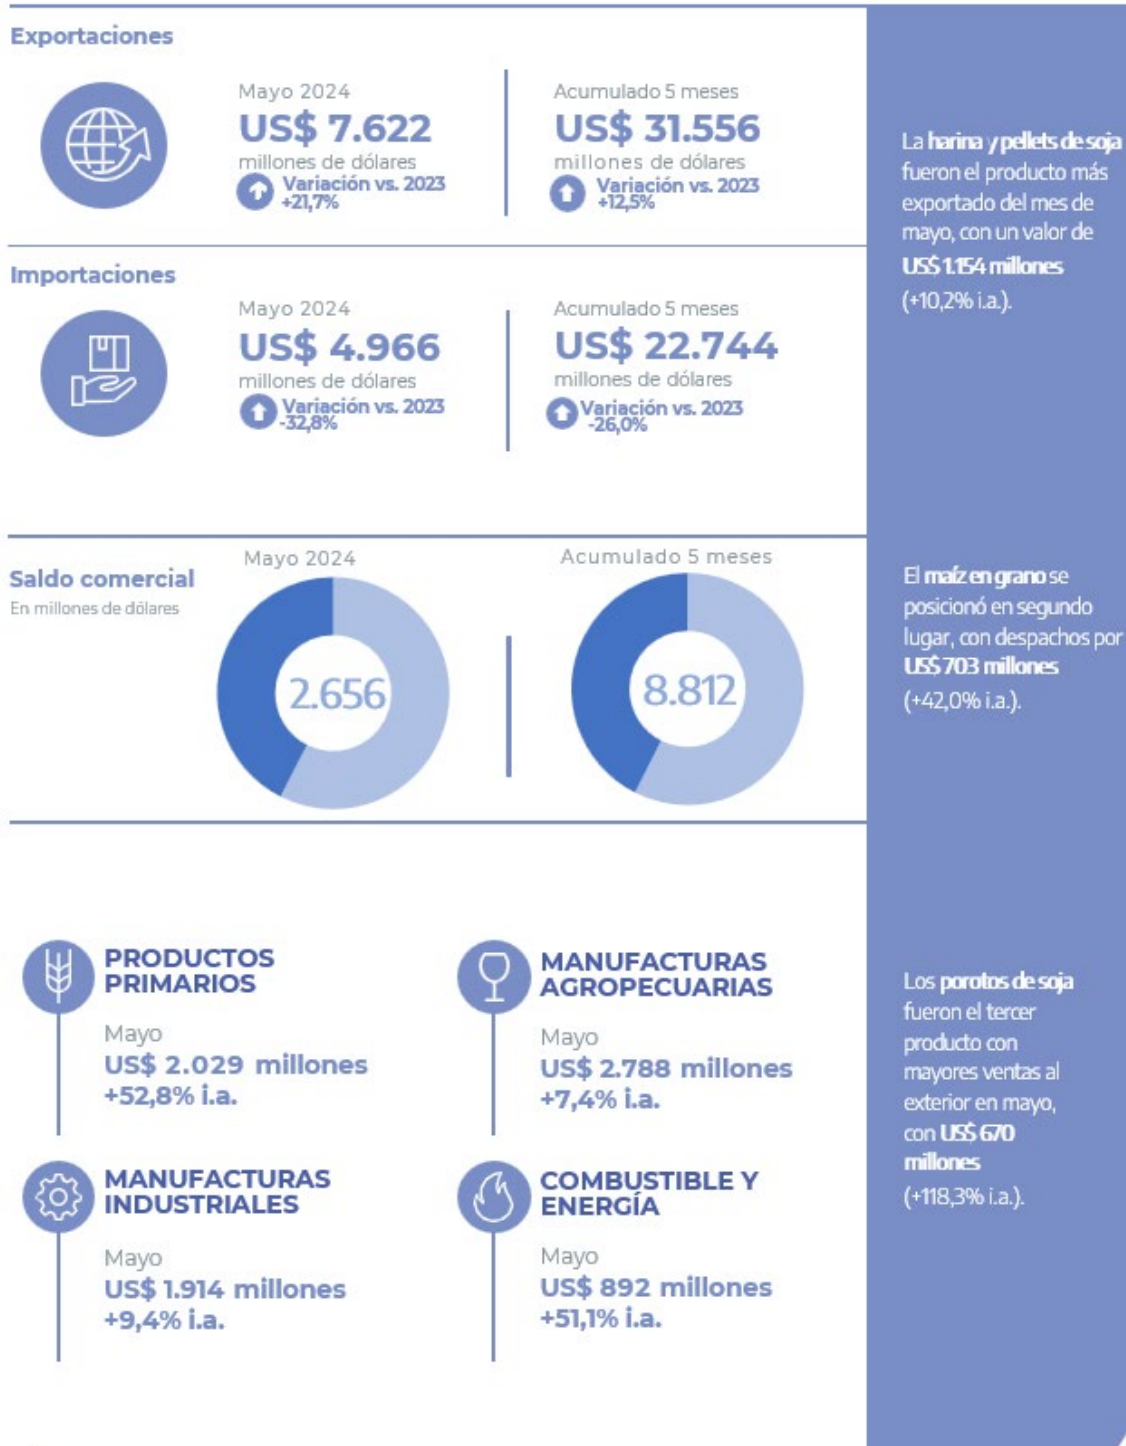 Exportaciones
Mayo 2024
US$ 7.622
millones de dólares
Variación vs. 2023
+21,7%
Acumulado 5 meses
US$ 31.556
millones de dólares
Variación vs. 2023
+12,5%
Importaciones
Mayo 2024
US$ 4.966
millones de dólares
Variación vs. 2023
-32,8%
Acumulado 5 meses
US$ 22.744
millones de dólares
Variación vs. 2023
-26,0%
Saldo comercial
En millones de dólares
Mayo 2024
2.656
Acumulado 5 meses
8.812
PRODUCTOS
PRIMARIOS
Mayo
US$ 2.029 millones
+52,8% i.a.
MANUFACTURAS
AGROPECUARIAS
Mayo
US$ 2.788 millones
+7,4% i.a.
MANUFACTURAS
INDUSTRIALES
Mayo
US$ 1.914 millones
+9,4% i.a.
COMBUSTIBLE Y
ENERGÍA
Mayo
US$ 892 millones
+51,1% i.a.
La harina y pellets de soja
fueron el producto más
exportado del mes de
mayo, con un valor de
US$ 1.154 millones
(+10,2% i.a.).
El maíz en grano se
posicionó en segundo
lugar, con despachos por
US$ 703 millones
(+42,0% i.a.).
Los porotos de soja
fueron el tercer
producto con
mayores ventas al
exterior en mayo,
con US$ 670
millones
(+118,3% i.a.).